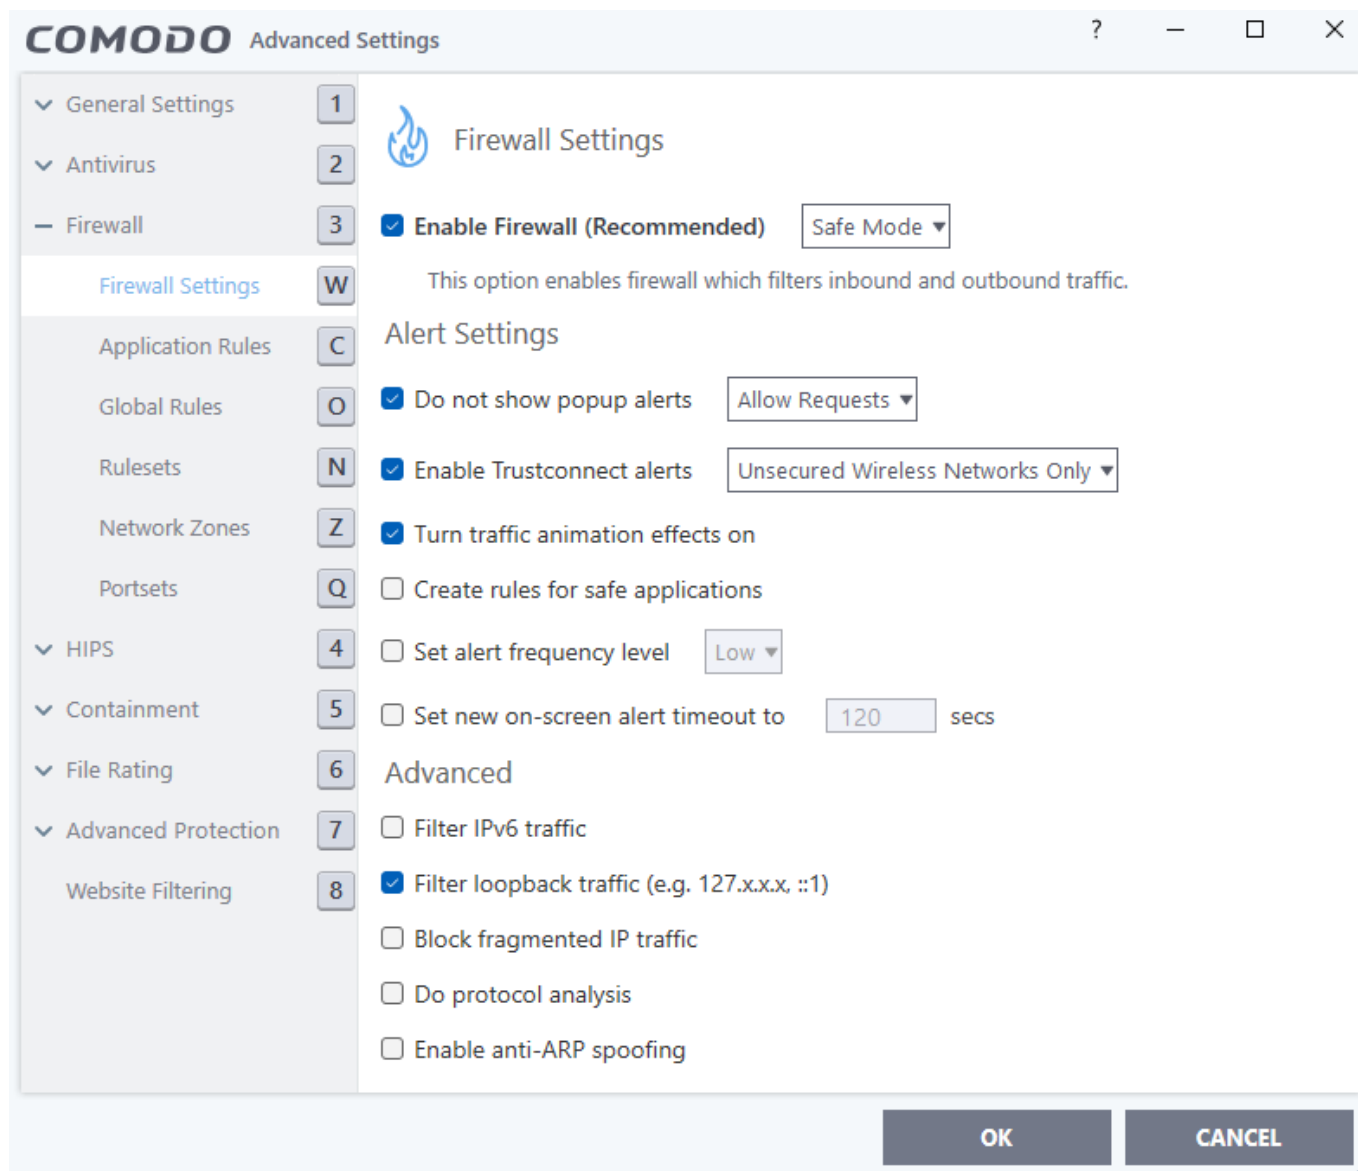 COMODO Advanced Settings ?
General Settings 1
Antivirus 2
Firewall 3
Firewall Settings W
Application Rules C
Global Rules O
Rulesets N
Network Zones Z
Portsets Q
HIPS 4
Containment 5
File Rating 6
Advanced Protection 7
Website Filtering 8
Firewall Settings
Enable Firewall (Recommended) Safe Mode
This option enables firewall which filters inbound and outbound traffic.
Alert Settings
Do not show popup alerts Allow Requests
Enable Trustconnect alerts Unsecured Wireless Networks Only
Turn traffic animation effects on
Create rules for safe applications
Set alert frequency level Low
Set new on-screen alert timeout to 120 secs
Advanced
Filter IPv6 traffic
Filter loopback traffic (e.g. 127.x.x.x, ::1)
Block fragmented IP traffic
Do protocol analysis
Enable anti-ARP spoofing
OK CANCEL